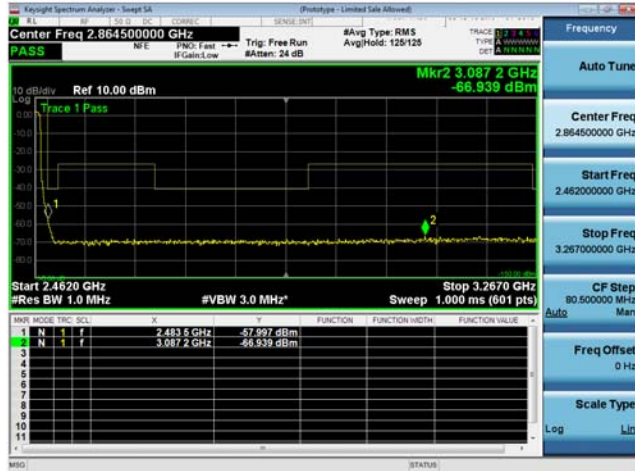 Keysight Spectrum Analyzer - Swept SA
(Prototype - Limited Sale Allowed)
RL
RF
50 Ω
DC
CORREC
SENSE:INT
Center Freq 2.864500000 GHz
PASS
NFE
PNO: Fast
IFGain:Low
Trig: Free Run
#Atten: 24 dB
#Avg Type: RMS
Avg|Hold: 125/125
TRACE 1 2 3 4 5 6
TYPE A WWWWW
DET A NNNNN
Mkr2 3.087 2 GHz
-66.939 dBm
10 dB/div
Ref 10.00 dBm
Log
Trace 1 Pass
0.00
-10.0
-20.0
-30.0
-40.0
-50.0
-60.0
-70.0
-80.0
1
2
Start 2.4620 GHz
Stop 3.2670 GHz
#Res BW 1.0 MHz
#VBW 3.0 MHz*
Sweep 1.000 ms (601 pts)
MKR MODE TRC SCL X Y FUNCTION FUNCTION WIDTH FUNCTION VALUE
1 N 1 f 2.483 5 GHz -57.997 dBm
2 N 1 f 3.087 2 GHz -66.939 dBm
3
4
5
6
7
8
9
10
11
MSG
STATUS
Frequency
Auto Tune
Center Freq
2.864500000 GHz
Start Freq
2.462000000 GHz
Stop Freq
3.267000000 GHz
CF Step
80.500000 MHz
Auto Man
Freq Offset
0 Hz
Scale Type
Log Lin